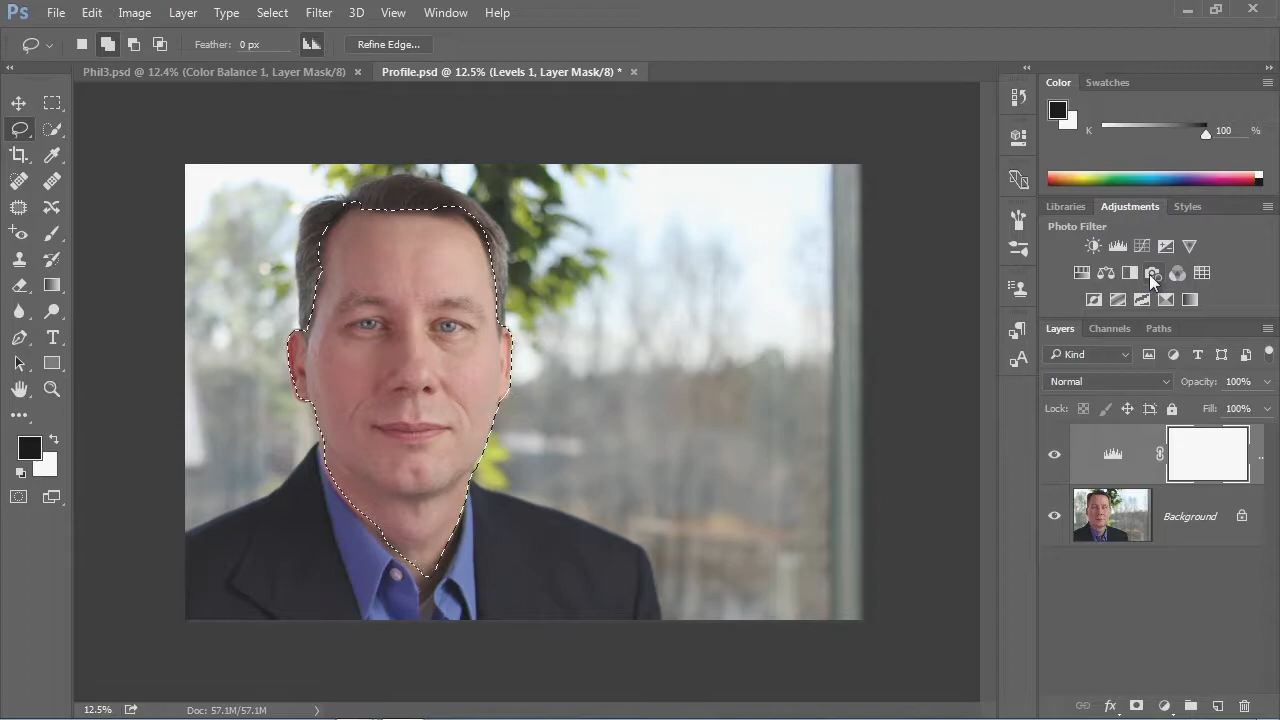 Ps File Edit Image Layer Type Select Filter 3D View Window Help
Feather: 0 px Refine Edge...
Phil3.psd @ 12.4% (Color Balance 1, Layer Mask/8) × Profile.psd @ 12.5% (Levels 1, Layer Mask/8) * ×
Color Swatches
K 100 %
Libraries Adjustments Styles
Photo Filter
Layers Channels Paths
Kind
Normal Opacity: 100%
Lock: Fill: 100%
Background
12.5% Doc: 57.1M/57.1M
fx